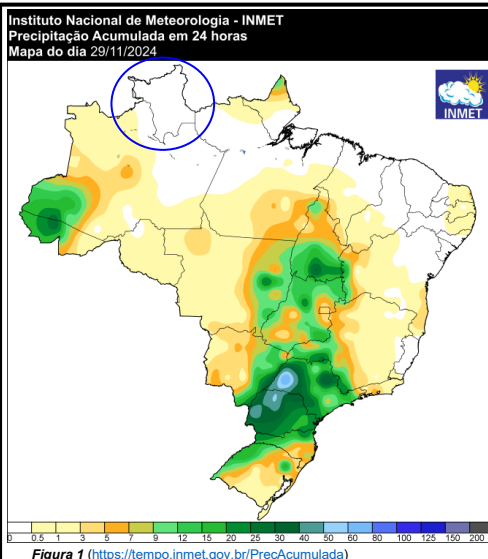 Instituto Nacional de Meteorologia - INMET
Precipitação Acumulada em 24 horas
Mapa do dia 29/11/2024
INMET
0 0.5 1 3 5 7 9 12 15 20 25 30 40 50 60 80 100 125 150 200
Figura 1 (https://tempo.inmet.gov.br/PrecAcumulada)